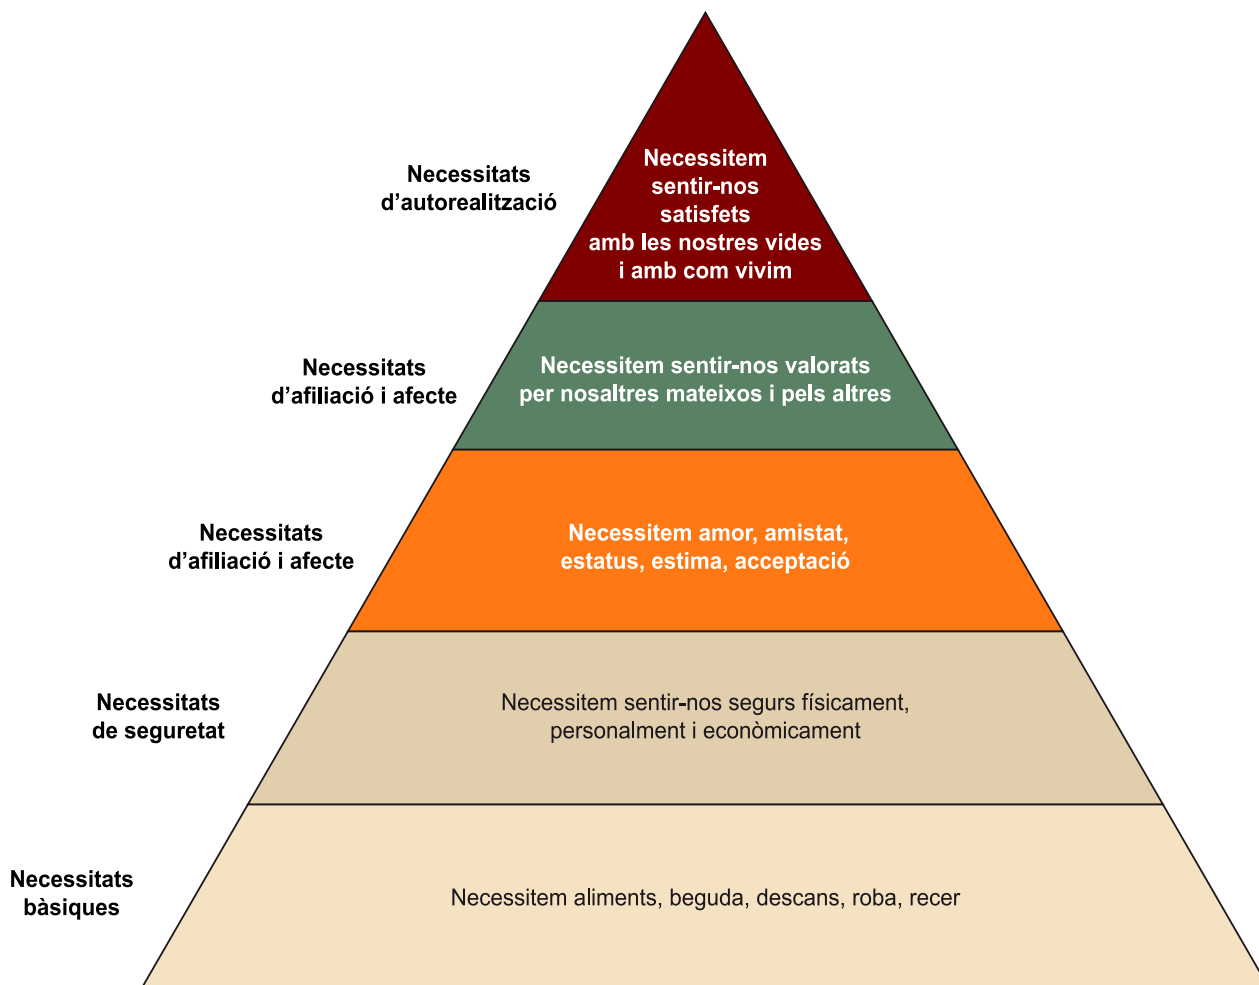 Necessitats
d’autorealització
Necessitem
sentir-nos
satisfets
amb les nostres vides
i amb com vivim
Necessitats
d’afiliació i afecte
Necessitem sentir-nos valorats
per nosaltres mateixos i pels altres
Necessitats
d’afiliació i afecte
Necessitem amor, amistat,
estatus, estima, acceptació
Necessitats
de seguretat
Necessitem sentir-nos segurs físicament,
personalment i econòmicament
Necessitats
bàsiques
Necessitem aliments, beguda, descans, roba, recer